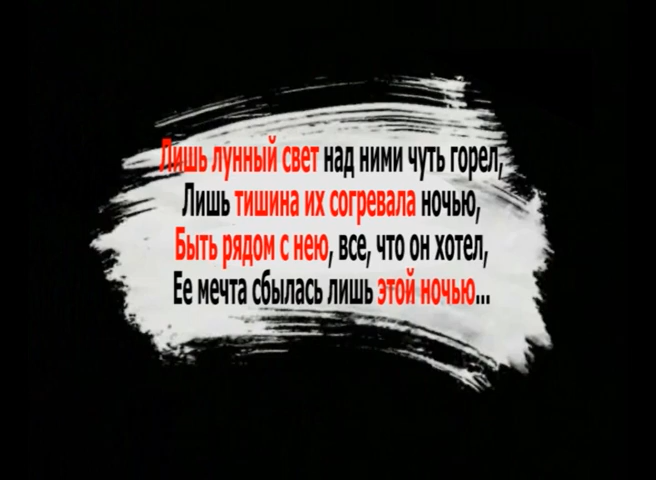 Лишь лунный свет над ними чуть горел,
Лишь тишина их согревала ночью,
Быть рядом с нею, все, что он хотел,
Ее мечта сбылась лишь этой ночью...